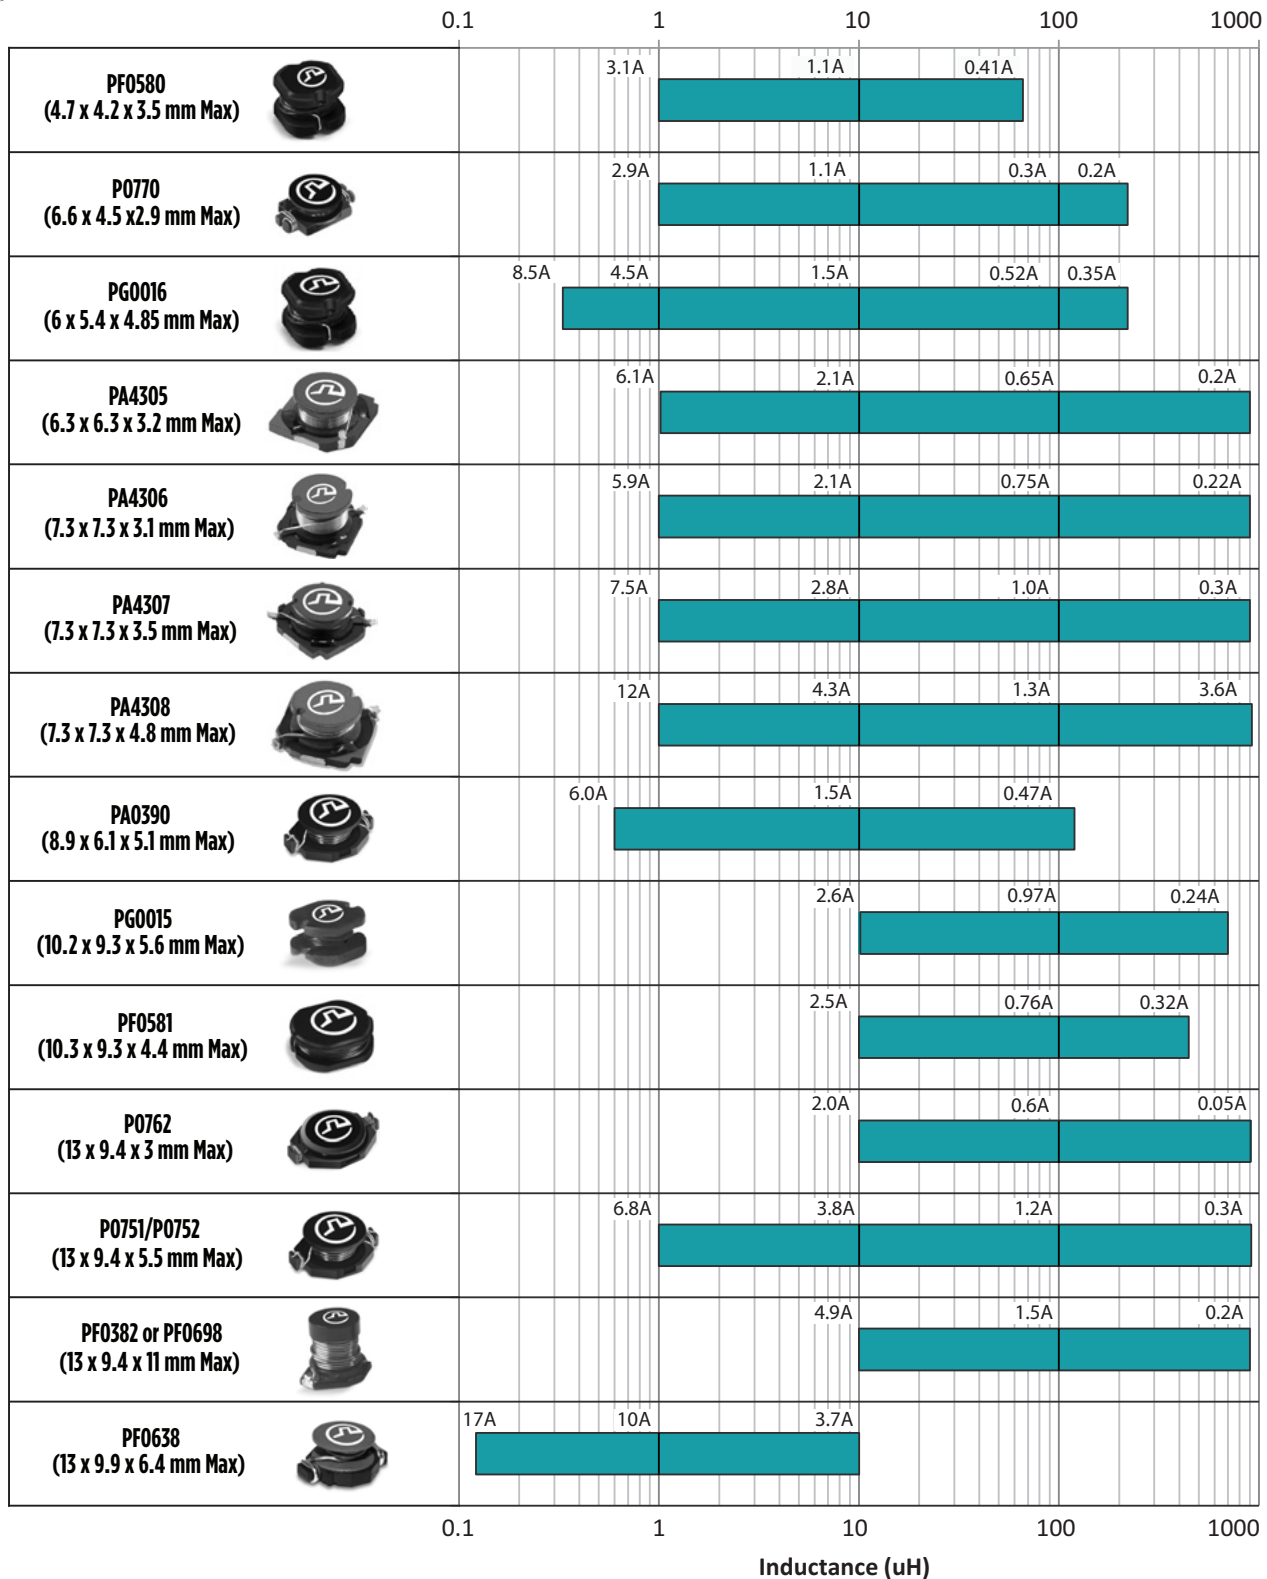 0.1 1 10 100 1000
3.1A 1.1A 0.41A
PF0580
(4.7 x 4.2 x 3.5 mm Max)
2.9A 1.1A 0.3A 0.2A
P0770
(6.6 x 4.5 x2.9 mm Max)
8.5A 4.5A 1.5A 0.52A 0.35A
PG0016
(6 x 5.4 x 4.85 mm Max)
6.1A 2.1A 0.65A 0.2A
PA4305
(6.3 x 6.3 x 3.2 mm Max)
5.9A 2.1A 0.75A 0.22A
PA4306
(7.3 x 7.3 x 3.1 mm Max)
7.5A 2.8A 1.0A 0.3A
PA4307
(7.3 x 7.3 x 3.5 mm Max)
12A 4.3A 1.3A 3.6A
PA4308
(7.3 x 7.3 x 4.8 mm Max)
6.0A 1.5A 0.47A
PA0390
(8.9 x 6.1 x 5.1 mm Max)
2.6A 0.97A 0.24A
PG0015
(10.2 x 9.3 x 5.6 mm Max)
2.5A 0.76A 0.32A
PF0581
(10.3 x 9.3 x 4.4 mm Max)
2.0A 0.6A 0.05A
P0762
(13 x 9.4 x 3 mm Max)
6.8A 3.8A 1.2A 0.3A
P0751/P0752
(13 x 9.4 x 5.5 mm Max)
4.9A 1.5A 0.2A
PF0382 or PF0698
(13 x 9.4 x 11 mm Max)
17A 10A 3.7A
PF0638
(13 x 9.9 x 6.4 mm Max)
0.1 1 10 100 1000
Inductance (uH)